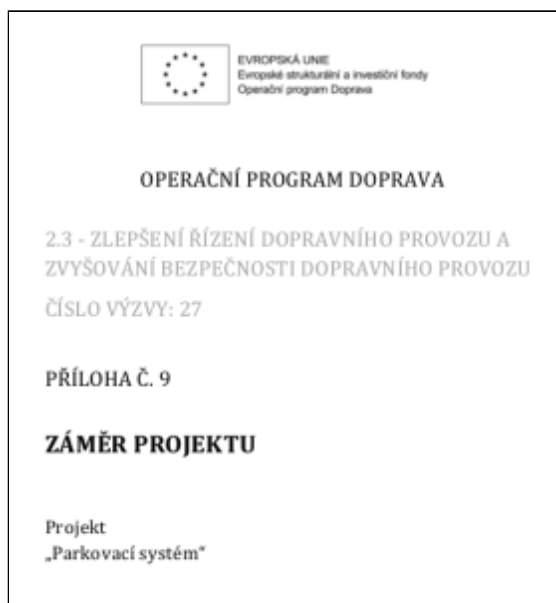 EVROPSKÁ UNIE
Evropské strukturální a investiční fondy
Operační program Doprava
OPERAČNÍ PROGRAM DOPRAVA
2.3 - ZLEPŠENÍ ŘÍZENÍ DOPRAVNÍHO PROVOZU A
ZVYŠOVÁNÍ BEZPEČNOSTI DOPRAVNÍHO PROVOZU
ČÍSLO VÝZVY: 27
PŘÍLOHA Č. 9
ZÁMĚR PROJEKTU
Projekt
„Parkovací systém“